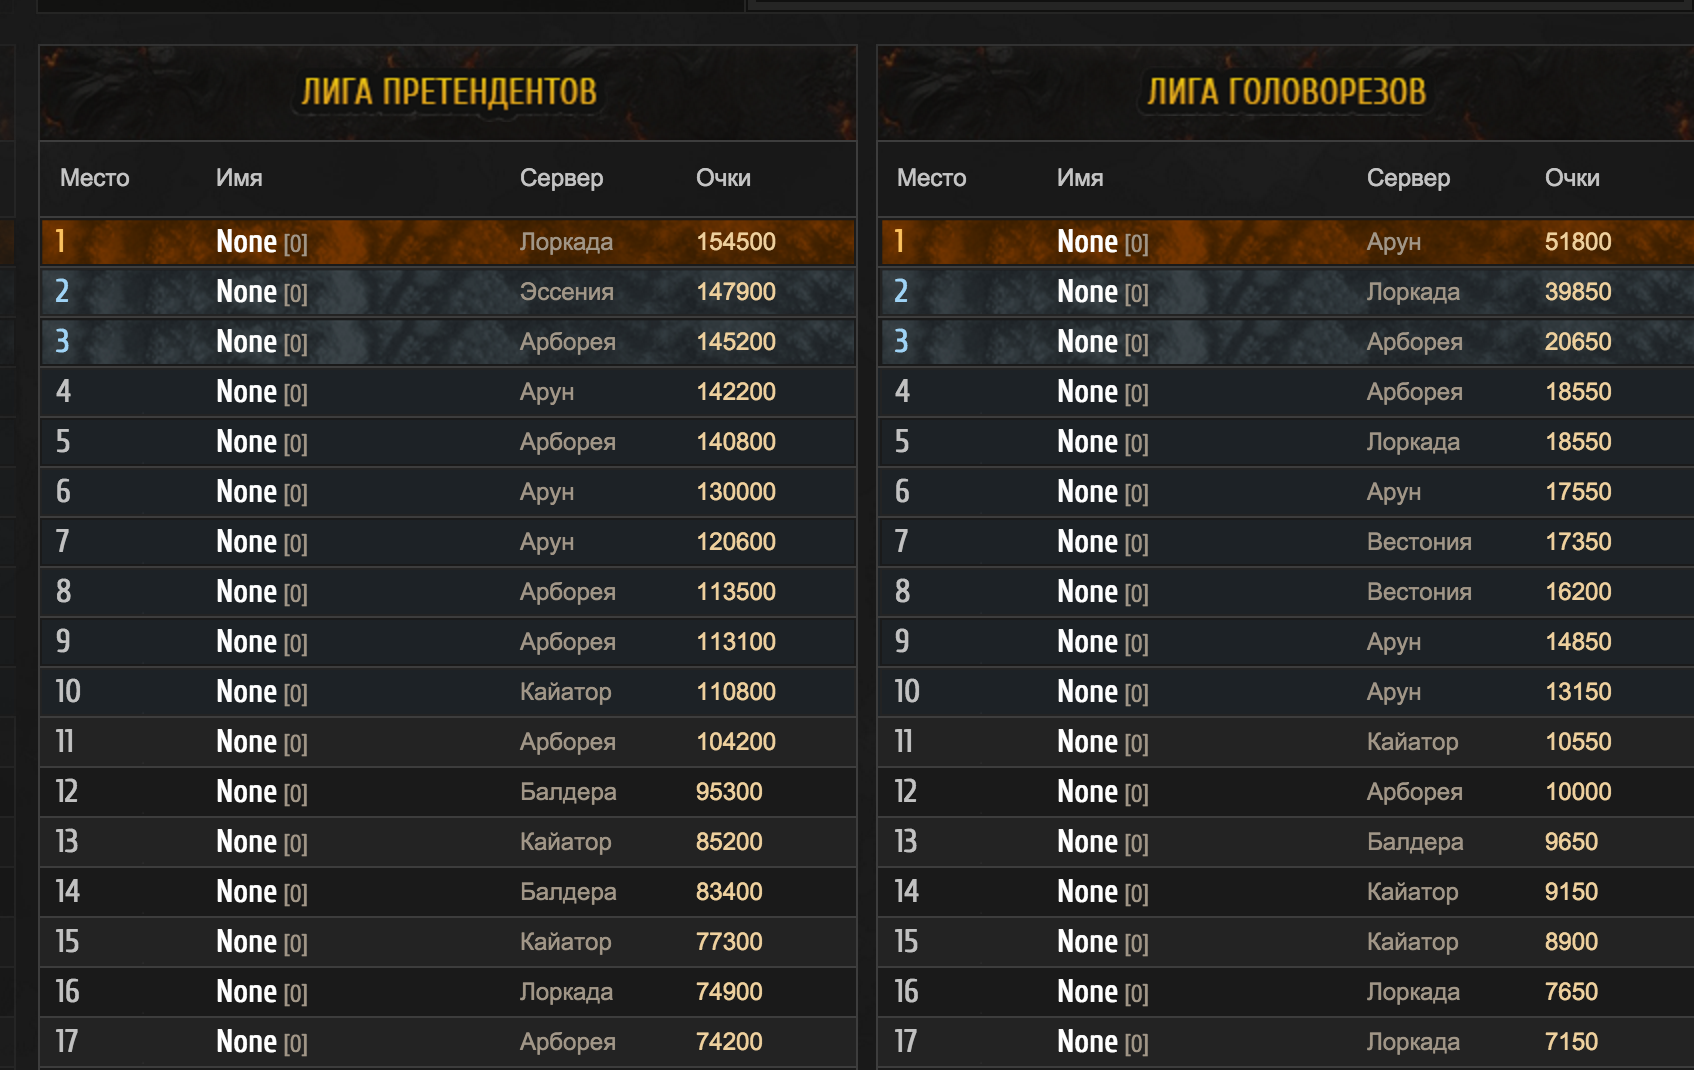 ЛИГА ПРЕТЕНДЕНТОВ
Место Имя Сервер Очки
1 None [0] Лоркада 154500
2 None [0] Эссения 147900
3 None [0] Арборея 145200
4 None [0] Арун 142200
5 None [0] Арборея 140800
6 None [0] Арун 130000
7 None [0] Арун 120600
8 None [0] Арборея 113500
9 None [0] Арборея 113100
10 None [0] Кайатор 110800
11 None [0] Арборея 104200
12 None [0] Балдера 95300
13 None [0] Кайатор 85200
14 None [0] Балдера 83400
15 None [0] Кайатор 77300
16 None [0] Лоркада 74900
17 None [0] Арборея 74200
ЛИГА ГОЛОВОРЕЗОВ
Место Имя Сервер Очки
1 None [0] Арун 51800
2 None [0] Лоркада 39850
3 None [0] Арборея 20650
4 None [0] Арборея 18550
5 None [0] Лоркада 18550
6 None [0] Арун 17550
7 None [0] Вестония 17350
8 None [0] Вестония 16200
9 None [0] Арун 14850
10 None [0] Арун 13150
11 None [0] Кайатор 10550
12 None [0] Арборея 10000
13 None [0] Балдера 9650
14 None [0] Кайатор 9150
15 None [0] Кайатор 8900
16 None [0] Лоркада 7650
17 None [0] Лоркада 7150